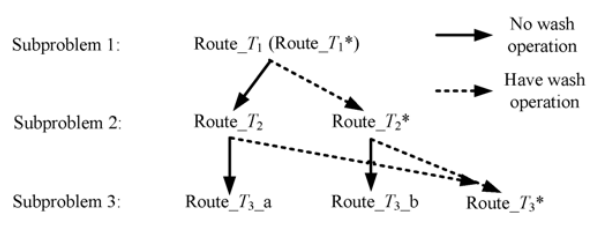 Subproblem 1: Route_T1 (Route_T1*) No wash operation
Have wash operation
Subproblem 2: Route_T2 Route_T2*
Subproblem 3: Route_T3_a Route_T3_b Route_T3*